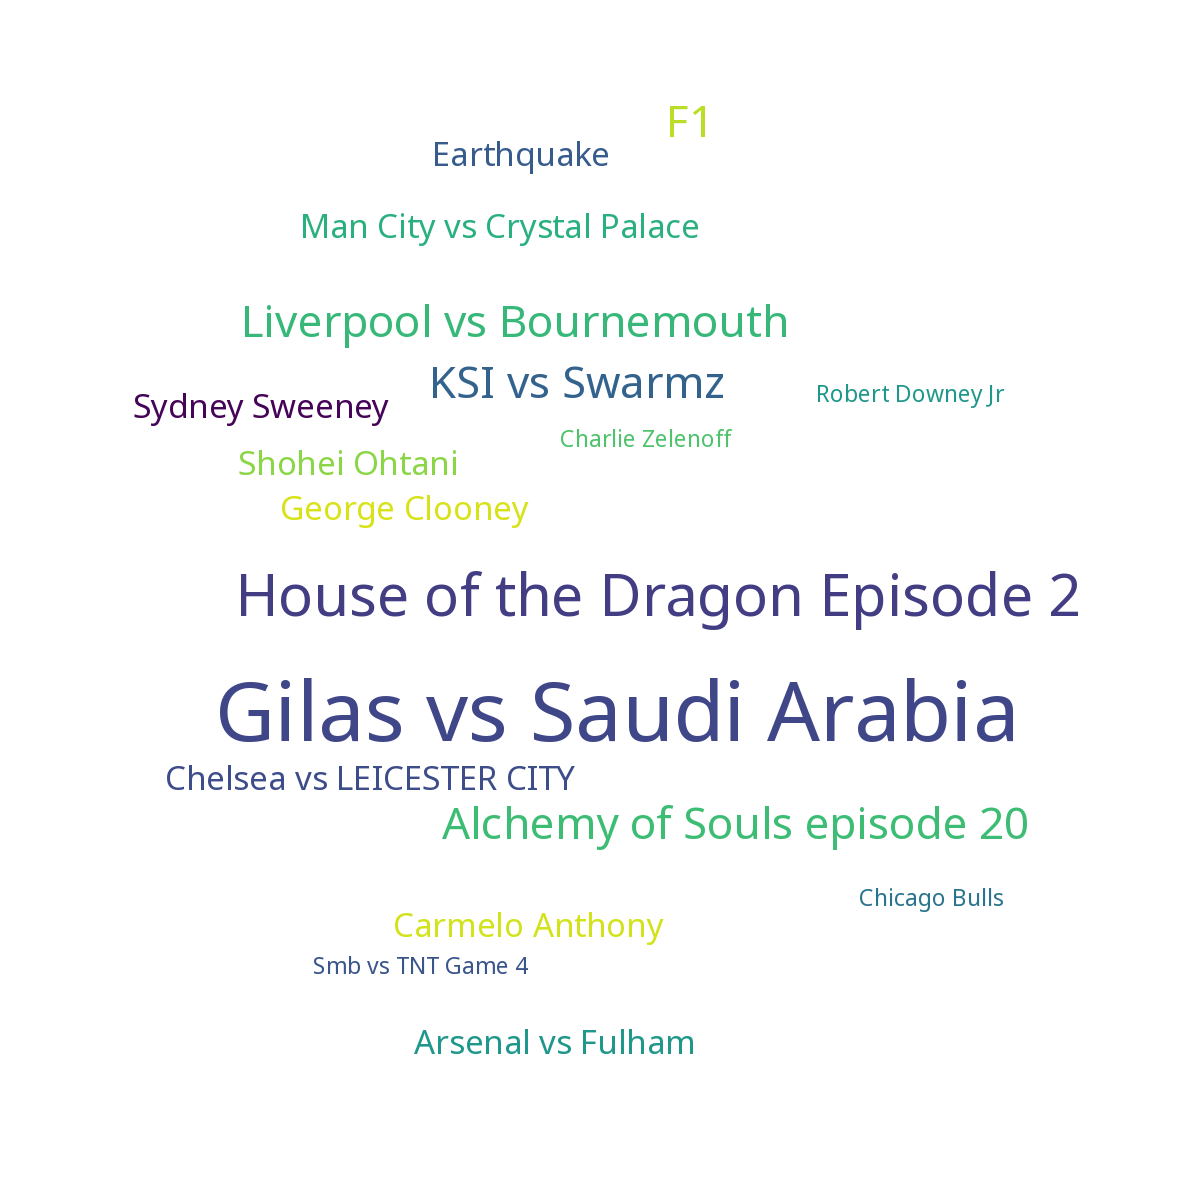 F1
Earthquake
Man City vs Crystal Palace
Liverpool vs Bournemouth
KSI vs Swarmz
Robert Downey Jr
Sydney Sweeney
Charlie Zelenoff
Shohei Ohtani
George Clooney
House of the Dragon Episode 2
Gilas vs Saudi Arabia
Chelsea vs LEICESTER CITY
Alchemy of Souls episode 20
Chicago Bulls
Carmelo Anthony
Smb vs TNT Game 4
Arsenal vs Fulham